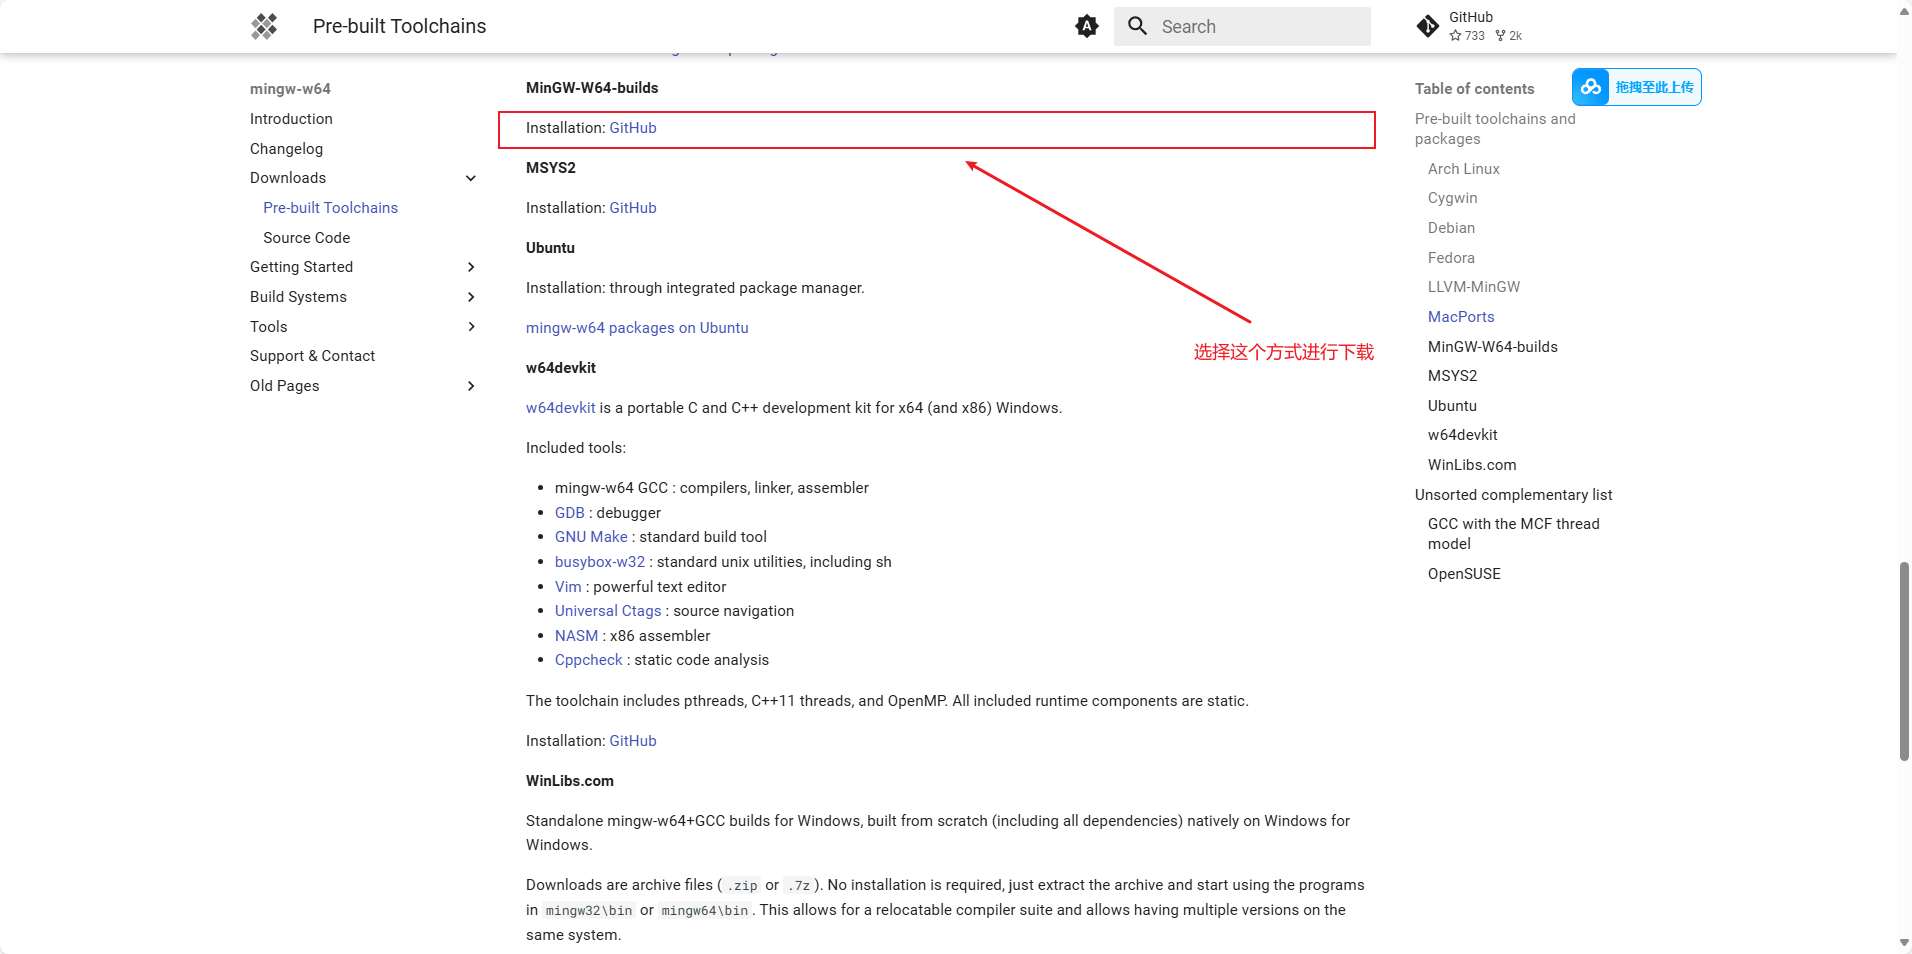 Pre-built Toolchains
A
Search
GitHub
733 2k
mingw-w64
Introduction
Changelog
Downloads
Pre-built Toolchains
Source Code
Getting Started
Build Systems
Tools
Support & Contact
Old Pages
MinGW-W64-builds
Installation: GitHub
MSYS2
Installation: GitHub
Ubuntu
Installation: through integrated package manager.
mingw-w64 packages on Ubuntu
选择这个方式进行下载
w64devkit
w64devkit is a portable C and C++ development kit for x64 (and x86) Windows.
Included tools:
mingw-w64 GCC : compilers, linker, assembler
GDB : debugger
GNU Make : standard build tool
busybox-w32 : standard unix utilities, including sh
Vim : powerful text editor
Universal Ctags : source navigation
NASM : x86 assembler
Cppcheck : static code analysis
The toolchain includes pthreads, C++11 threads, and OpenMP. All included runtime components are static.
Installation: GitHub
WinLibs.com
Standalone mingw-w64+GCC builds for Windows, built from scratch (including all dependencies) natively on Windows for
Windows.
Downloads are archive files ( .zip or .7z ). No installation is required, just extract the archive and start using the programs
in mingw32\bin or mingw64\bin . This allows for a relocatable compiler suite and allows having multiple versions on the
same system.
Table of contents
拖拽至此上传
Pre-built toolchains and
packages
Arch Linux
Cygwin
Debian
Fedora
LLVM-MinGW
MacPorts
MinGW-W64-builds
MSYS2
Ubuntu
w64devkit
WinLibs.com
Unsorted complementary list
GCC with the MCF thread
model
OpenSUSE